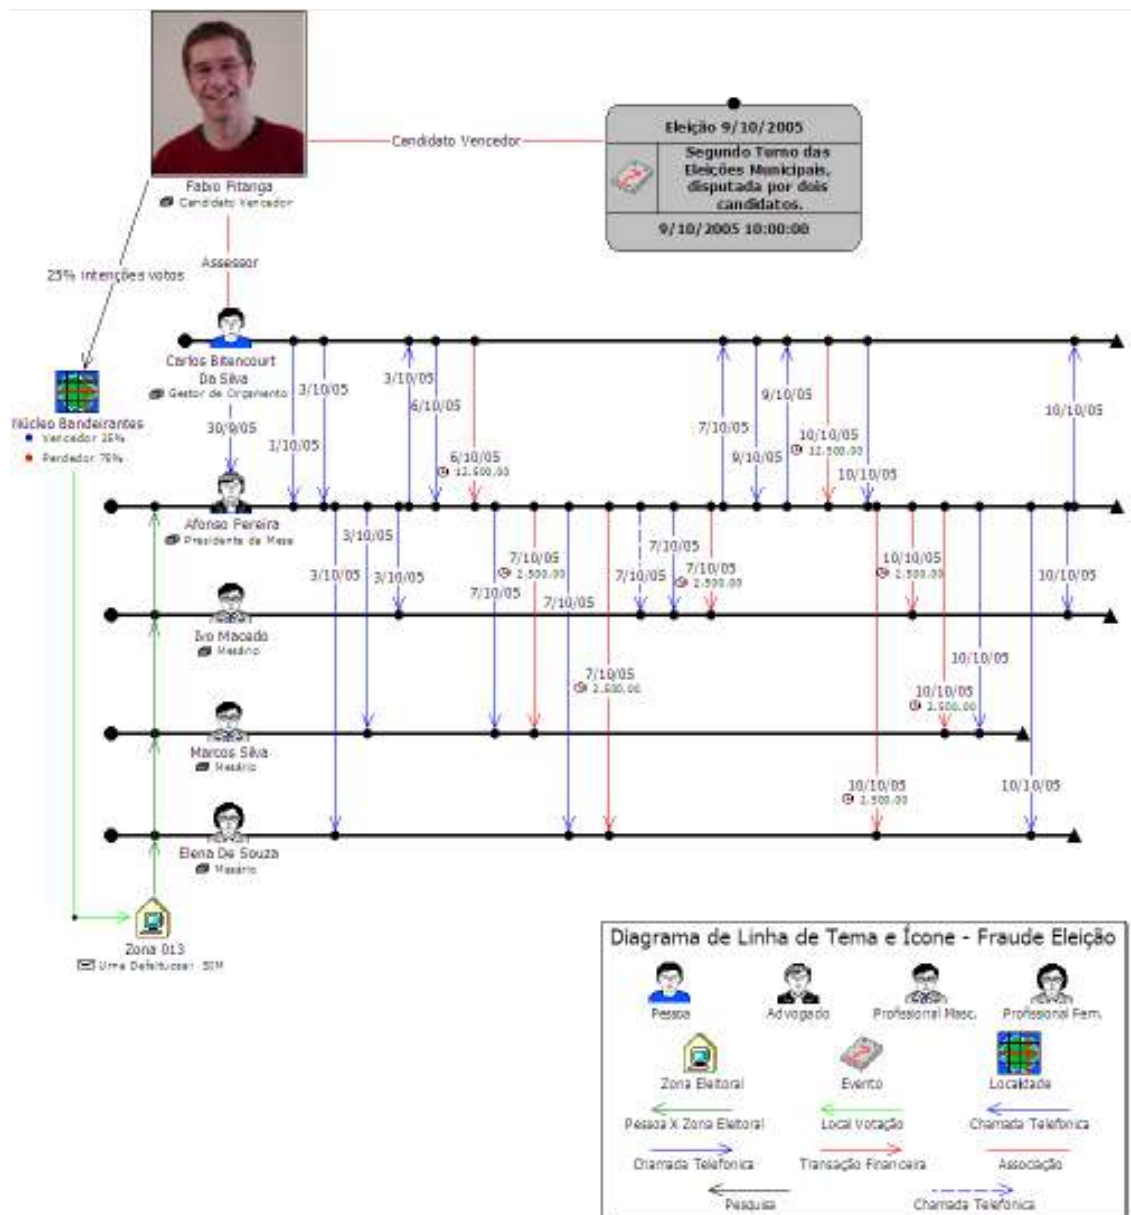 Eleição 9/10/2005
Candidato Vencedor
Segundo Turno das
Eleições Municipais,
disputada por dois
candidatos.
9/10/2005 10:00:00
Fabio Pitanga
Candidato Vencedor
Assessor
25% intenções votos
Carlos Bitencourt
Da Silva
Gestor de Orçamento
Núcleo Bandeirantes
Vencedor 25%
Perdedor 75%
30/9/05
1/10/05
3/10/05
3/10/05
6/10/05
6/10/05
12.500.00
7/10/05
9/10/05
9/10/05
10/10/05
12.500.00
10/10/05
10/10/05
Afonso Pereira
Presidente de Mesa
3/10/05
3/10/05
3/10/05
7/10/05
2.500.00
7/10/05
7/10/05
7/10/05
7/10/05
7/10/05
2.500.00
10/10/05
2.500.00
10/10/05
Ivo Macedo
Mesário
7/10/05
2.500.00
10/10/05
10/10/05
2.500.00
Marcos Silva
Mesário
10/10/05
2.500.00
10/10/05
Elena De Souza
Mesário
Zona 013
Urna Defeituosa: SIM
Diagrama de Linha de Tema e Ícone - Fraude Eleição
Pessoa
Advogado
Profissional Masc.
Profissional Fem.
Zona Eleitoral
Evento
Localidade
Pessoa X Zona Eleitoral
Local Votação
Chamada Telefonica
Chamada Telefonica
Transação Financeira
Associação
Pesquisa
Chamada Telefonica